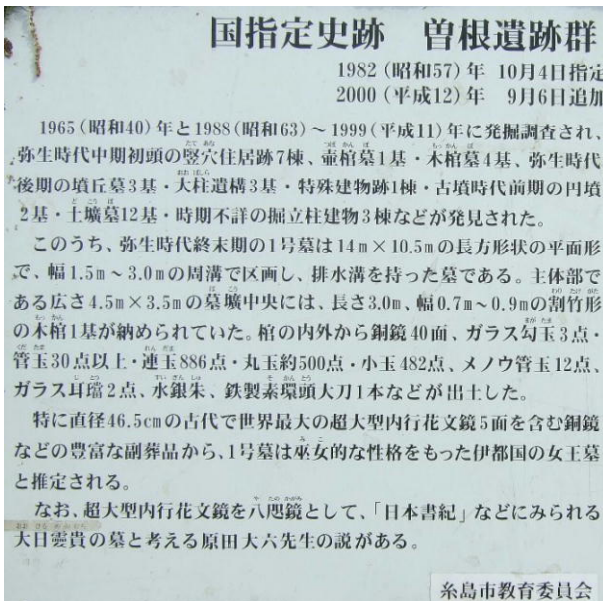 国指定史跡　曽根遺跡群
1982（昭和57）年 10月4日指定
2000（平成12）年 9月6日追加
1965（昭和40）年と1988（昭和63）～1999（平成11）年に発掘調査され、
弥生時代中期初頭の竪穴住居跡7棟、壺棺墓1基・木棺墓4基、弥生時代
後期の墳丘墓3基・大柱遺構3基・特殊建物跡1棟・古墳時代前期の円墳
2基・土壙墓12基・時期不詳の掘立柱建物3棟などが発見された。
このうち、弥生時代終末期の1号墓は14m×10.5mの長方形状の平面形
で、幅1.5m～3.0mの周溝で区画し、排水溝を持った墓である。主体部で
ある広さ4.5m×3.5mの墓壙中央には、長さ3.0m、幅0.7m～0.9mの割竹形
の木棺1基が納められていた。棺の内外から銅鏡40面、ガラス勾玉3点・
管玉30点以上・連玉886点・丸玉約500点・小玉482点、メノウ管玉12点、
ガラス耳璫2点、水銀朱、鉄製素環頭大刀1本などが出土した。
特に直径46.5cmの古代で世界最大の超大型内行花文鏡5面を含む銅鏡
などの豊富な副葬品から、1号墓は巫女的な性格をもった伊都国の女王墓
と推定される。
なお、超大型内行花文鏡を八咫鏡として、「日本書紀」などにみられる
大日孁貴の墓と考える原田大六先生の説がある。
糸島市教育委員会